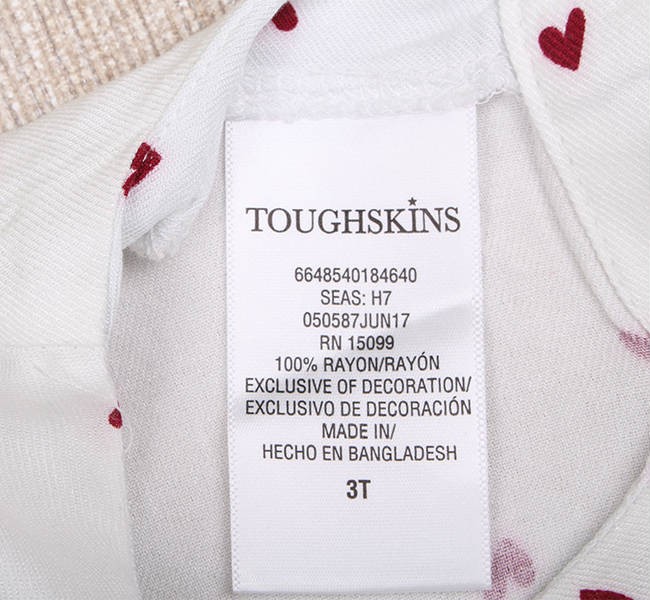 TOUGHSKINS
6648540184640
SEAS: H7
050587JUN17
RN 15099
100% RAYON/RAYÓN
EXCLUSIVE OF DECORATION/
EXCLUSIVO DE DECORACIÓN
MADE IN/
HECHO EN BANGLADESH
3T